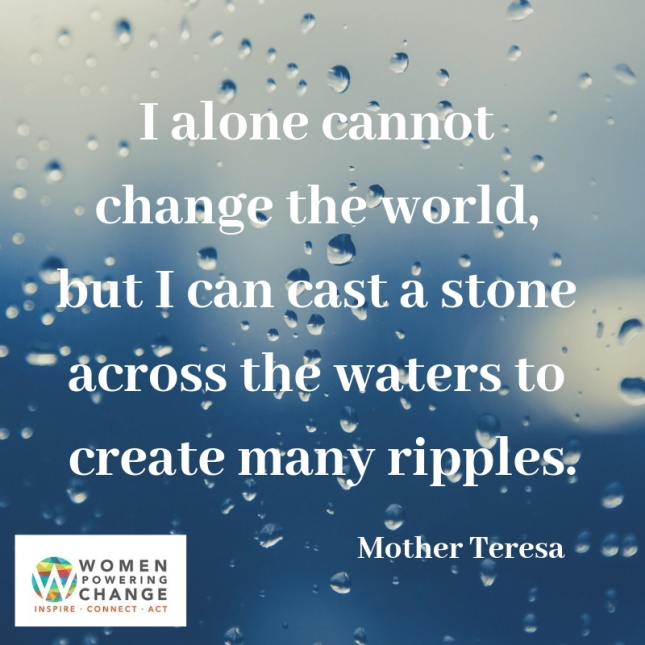 I alone cannot
change the world,
but I can cast a stone
across the waters to
create many ripples.
Mother Teresa
W
WOMEN
POWERING
CHANGE
INSPIRE · CONNECT · ACT